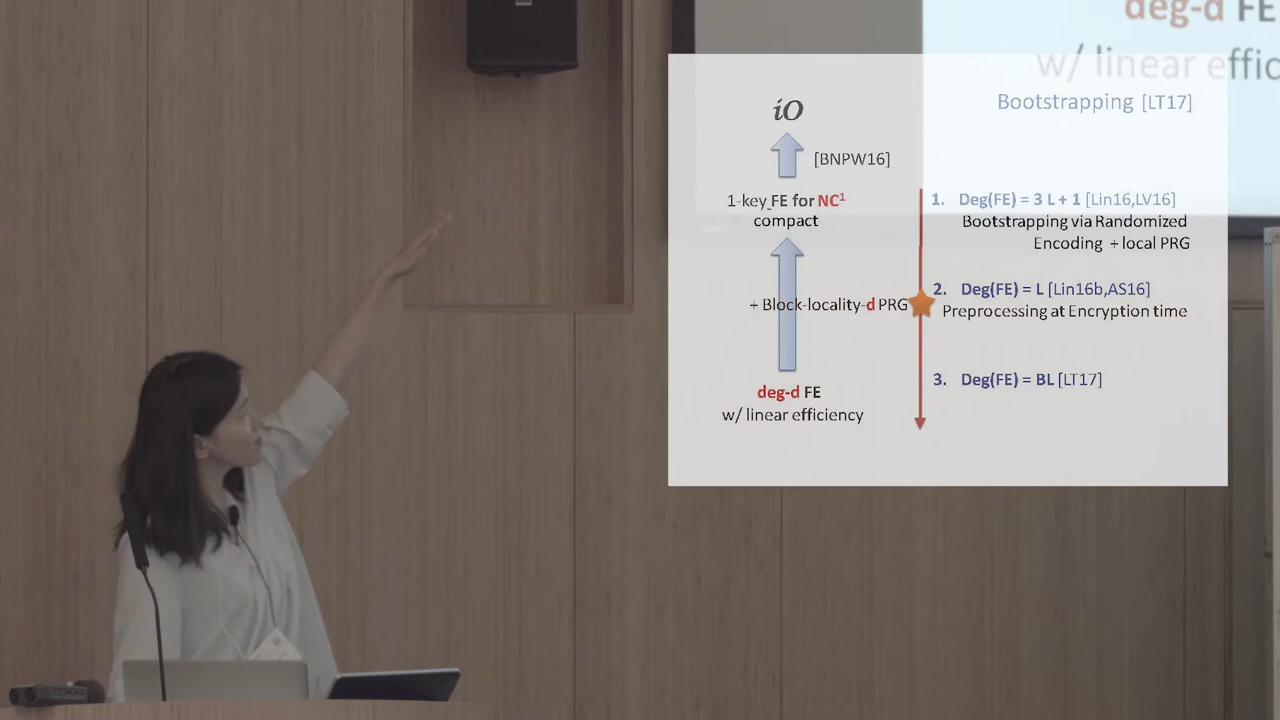 deg-d FE
w/ linear effic
Bootstrapping [LT17]
iO
[BNPW16]
1-key FE for NC¹
compact
+ Block-locality-d PRG
deg-d FE
w/ linear efficiency
1. Deg(FE) = 3 L + 1 [Lin16,LV16]
Bootstrapping via Randomized
Encoding + local PRG
2. Deg(FE) = L [Lin16b,AS16]
Preprocessing at Encryption time
3. Deg(FE) = BL [LT17]